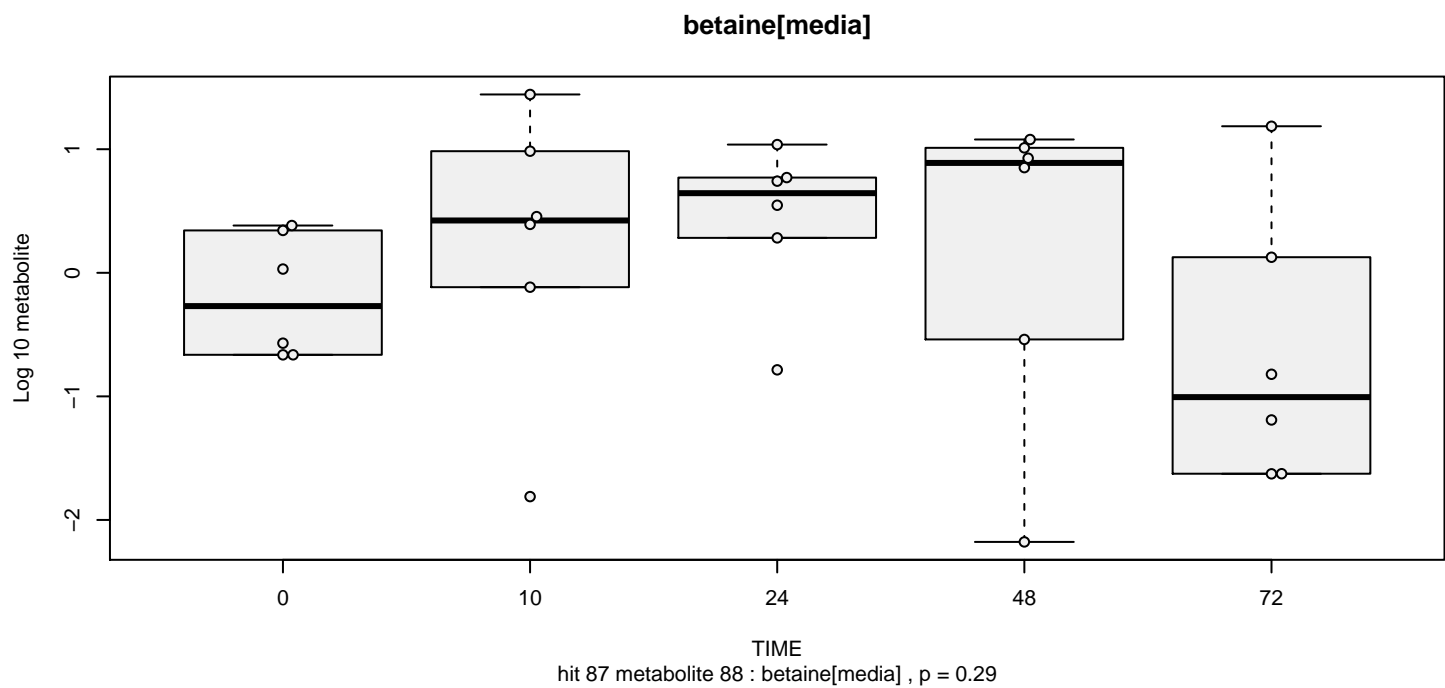 betaine[media]
Log 10 metabolite
1
0
−1
−2
0 10 24 48 72
TIME
hit 87 metabolite 88 : betaine[media] , p = 0.29